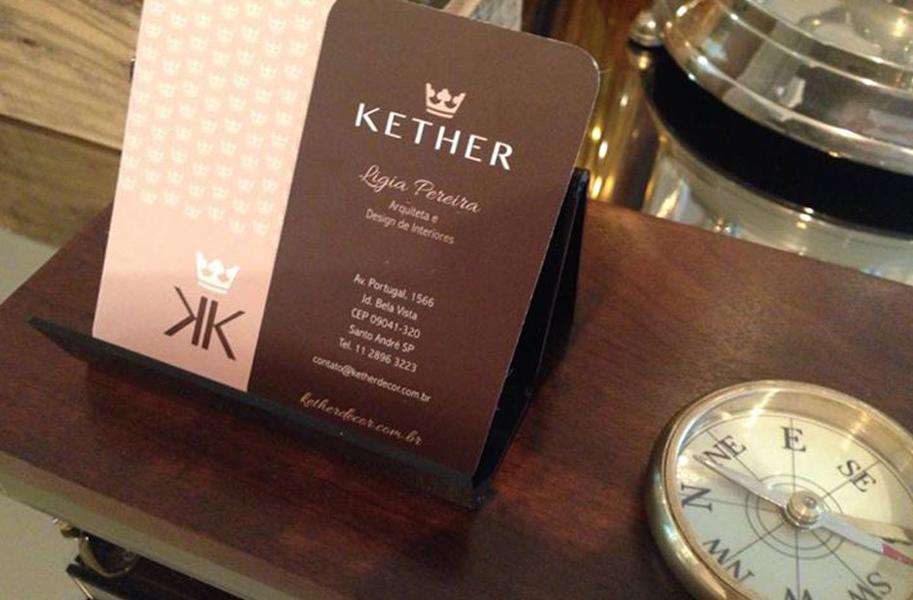 KETHER
Ligia Pereira
Arquiteta e
Design de Interiores
Av. Portugal, 1566
Jd. Bela Vista
CEP 09041-320
Santo André SP
Tel. 11 2896 3223
contato@ketherdecor.com.br
ketherdecor.com.br
KK
E
NE
SE
N
NW
SW
W